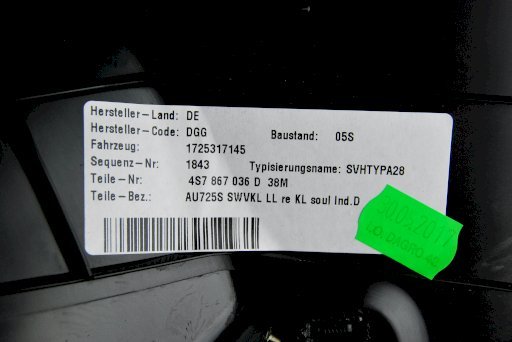 Hersteller-Land: DE
Hersteller-Code: DGG Baustand: 05S
Fahrzeug: 1725317145
Sequenz-Nr: 1843 Typisierungsname: SVHTYPA28
Teile-Nr: 4S7 867 036 D 38M
Teile-Bez.: AU725S SWVKL LL re KL soul Ind.D